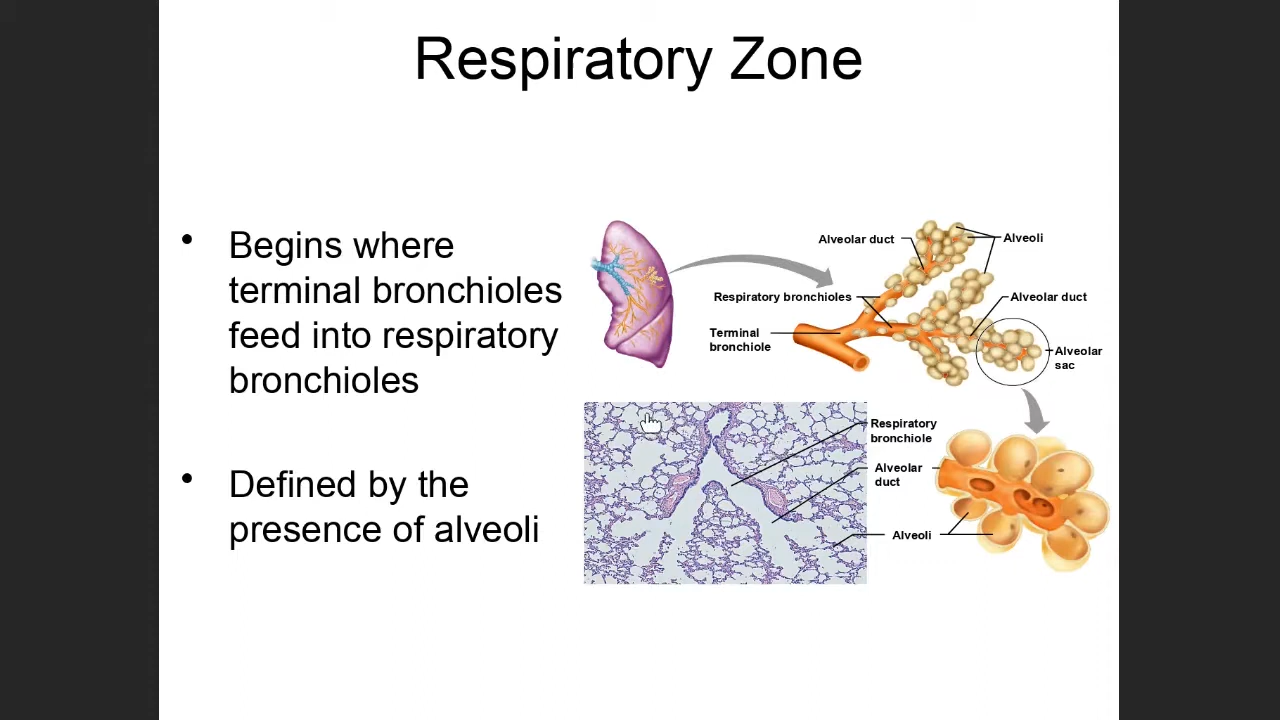 Respiratory Zone
• Begins where
terminal bronchioles
feed into respiratory
bronchioles
• Defined by the
presence of alveoli
Alveolar duct
Alveoli
Respiratory bronchioles
Alveolar duct
Terminal
bronchiole
Alveolar
sac
Respiratory
bronchiole
Alveolar
duct
Alveoli